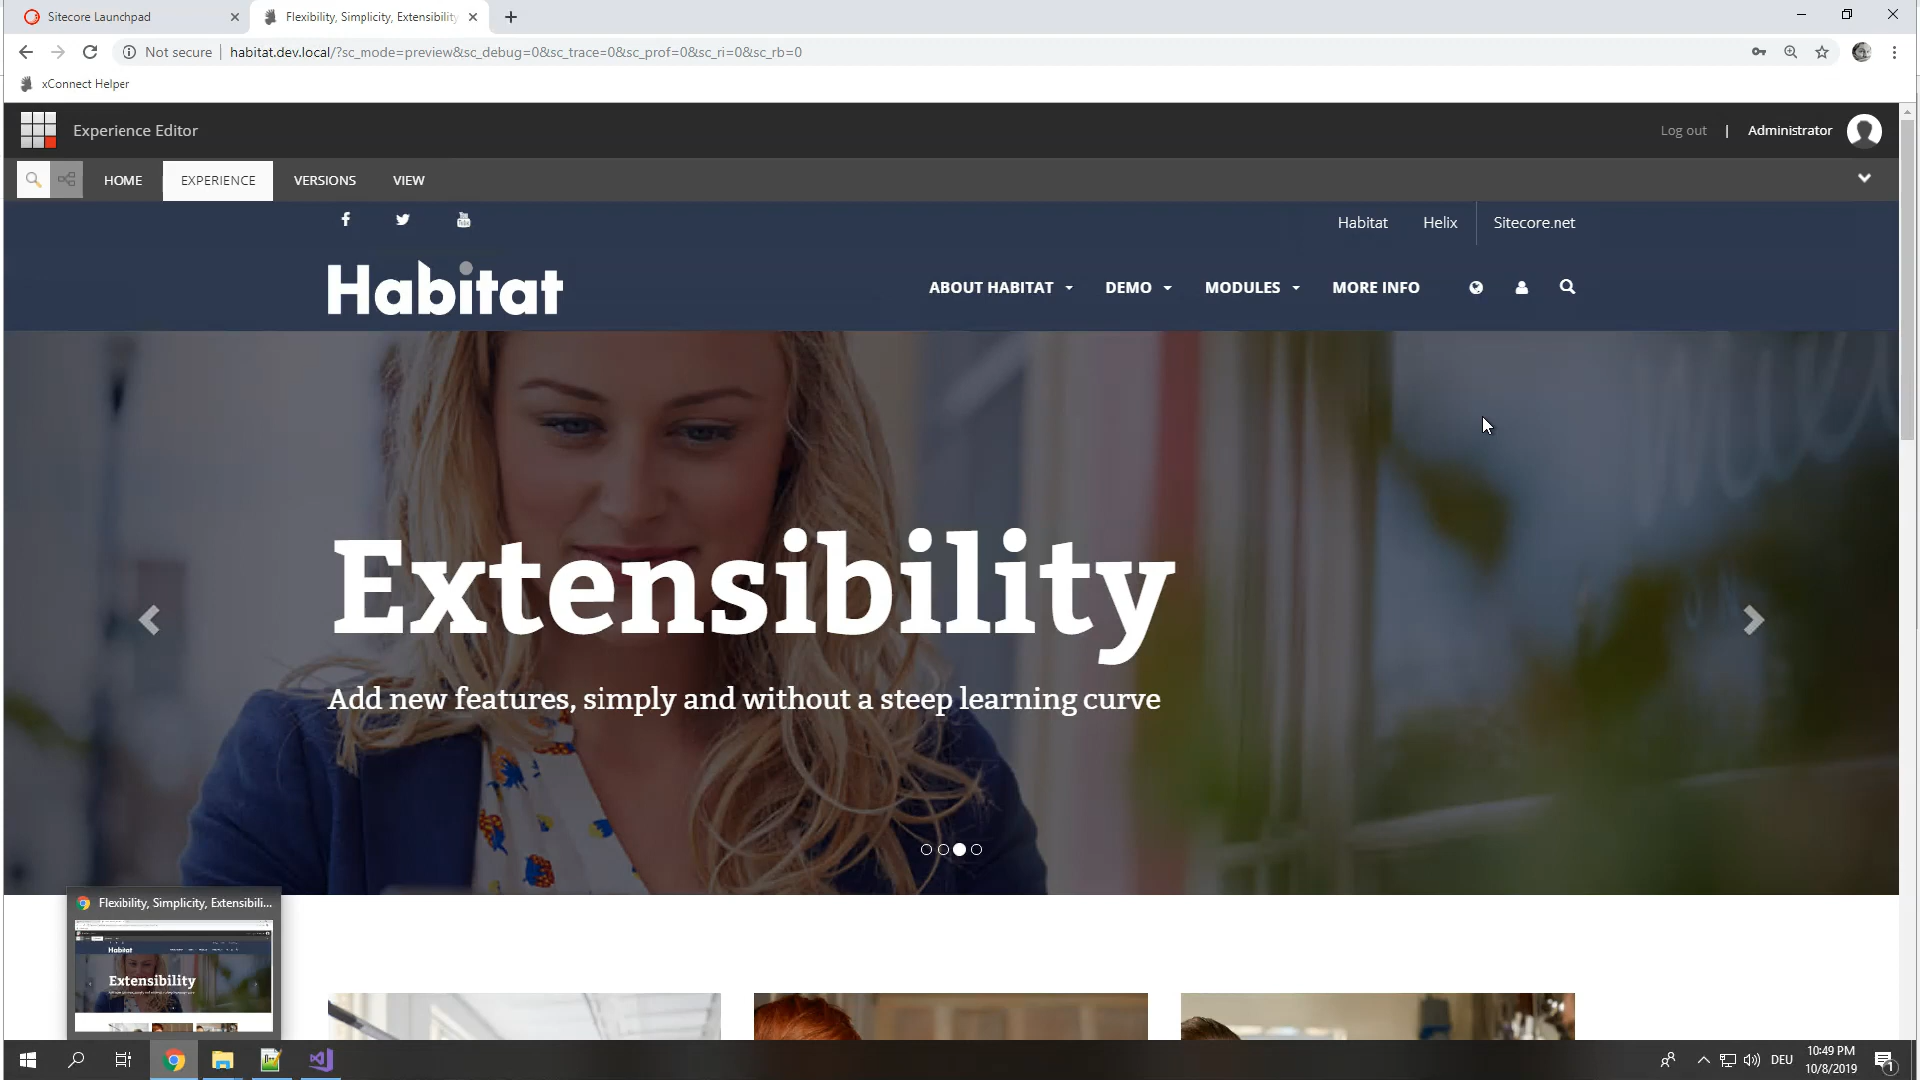 Sitecore Launchpad
Flexibility, Simplicity, Extensibility
Not secure
habitat.dev.local/?sc_mode=preview&sc_debug=0&sc_trace=0&sc_prof=0&sc_ri=0&sc_rb=0
xConnect Helper
Experience Editor
Log out | Administrator
HOME EXPERIENCE VERSIONS VIEW
Habitat Helix Sitecore.net
Habitat
ABOUT HABITAT DEMO MODULES MORE INFO
Extensibility
Add new features, simply and without a steep learning curve
Flexibility, Simplicity, Extensibili...
Habitat
Extensibility
DEU
10:49 PM
10/8/2019
1